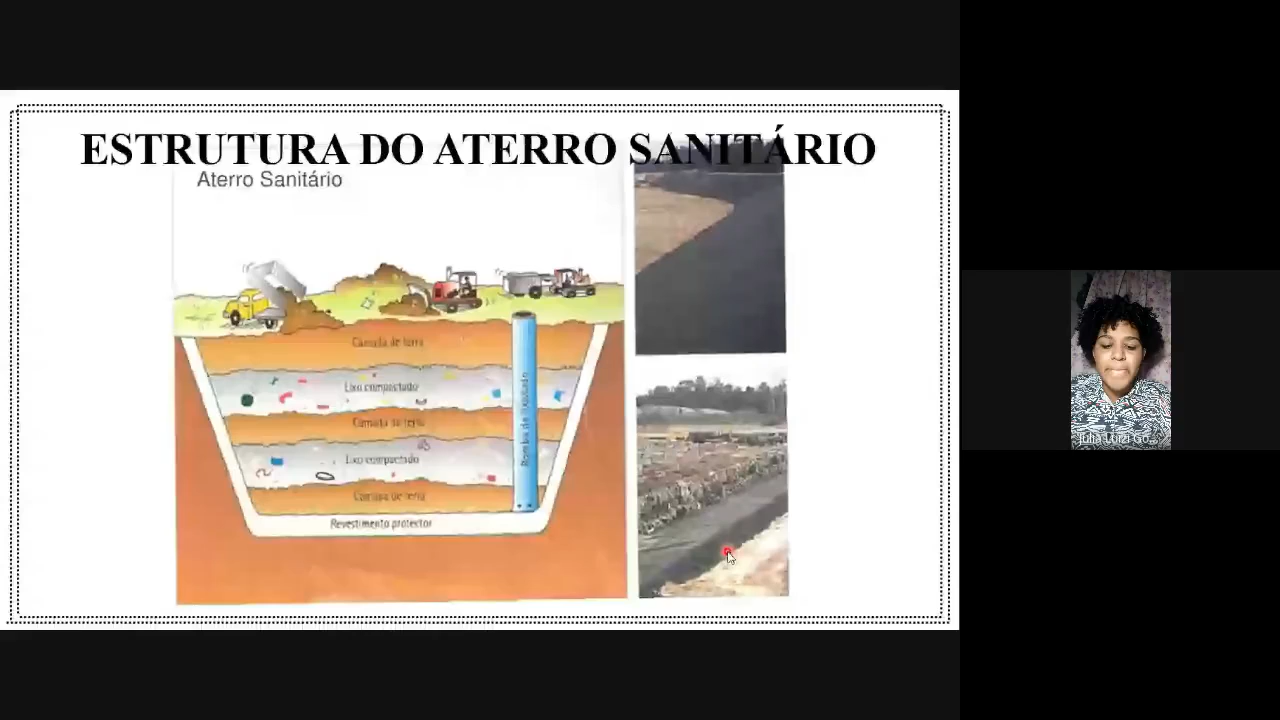 ESTRUTURA DO ATERRO SANITÁRIO
Aterro Sanitário
Camada de terra
Lixo compactado
Camada de terra
Lixo compactado
Camada de terra
Revestimento protector